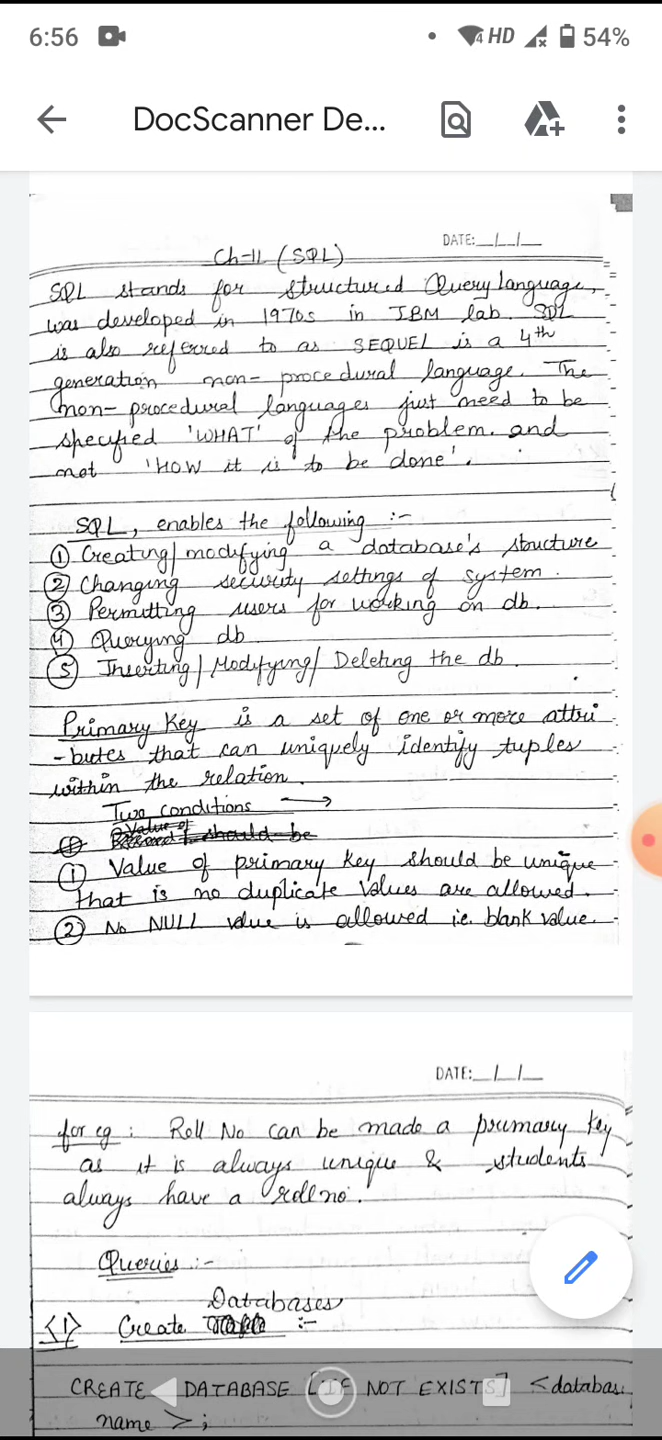 6:56 4 HD 54%
DocScanner De...
DATE:_/_/_
Ch-11 (SQL)
SQL stands for structured Query language,
was developed in 1970s in IBM lab. SQL
is also referred to as SEQUEL is a 4th
generation non-procedural language. The
non-procedural languages just need to be
specified 'WHAT' of the problem. and
not 'HOW it is to be done'.
SQL, enables the following :-
① Creating/modifying a database's structure
② Changing security settings of system.
③ Permitting users for working on db.
④ Querying db
⑤ Inserting/Modifying/Deleting the db.
Primary Key is a set of one or more attri
-butes that can uniquely identify tuples
within the relation.
Two conditions →
Value of
should be
① Value of primary key should be unique
that is no duplicate values are allowed.
② No NULL value is allowed i.e. blank value.
DATE:_/_/_
for eg : Roll No can be made a primary key
as it is always unique & students
always have a roll no.
Queries :-
Databases
<1> Create :-
CREATE DATABASE [IF NOT EXISTS] <databas
name > ;